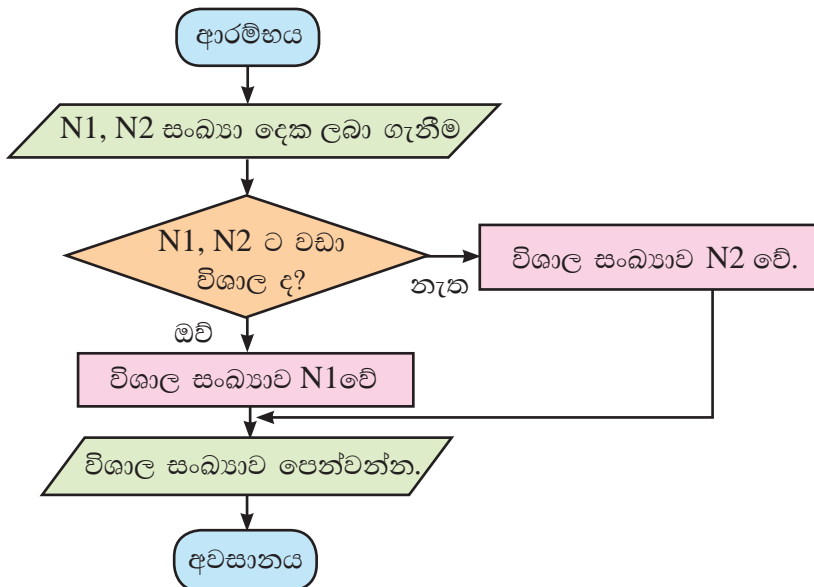 ආරම්භය
N1, N2 සංඛ්‍යා දෙක ලබා ගැනීම
N1, N2 ට වඩා
විශාල ද?
නැත
විශාල සංඛ්‍යාව N2 වේ.
ඔව්
විශාල සංඛ්‍යාව N1වේ
විශාල සංඛ්‍යාව පෙන්වන්න.
අවසානය